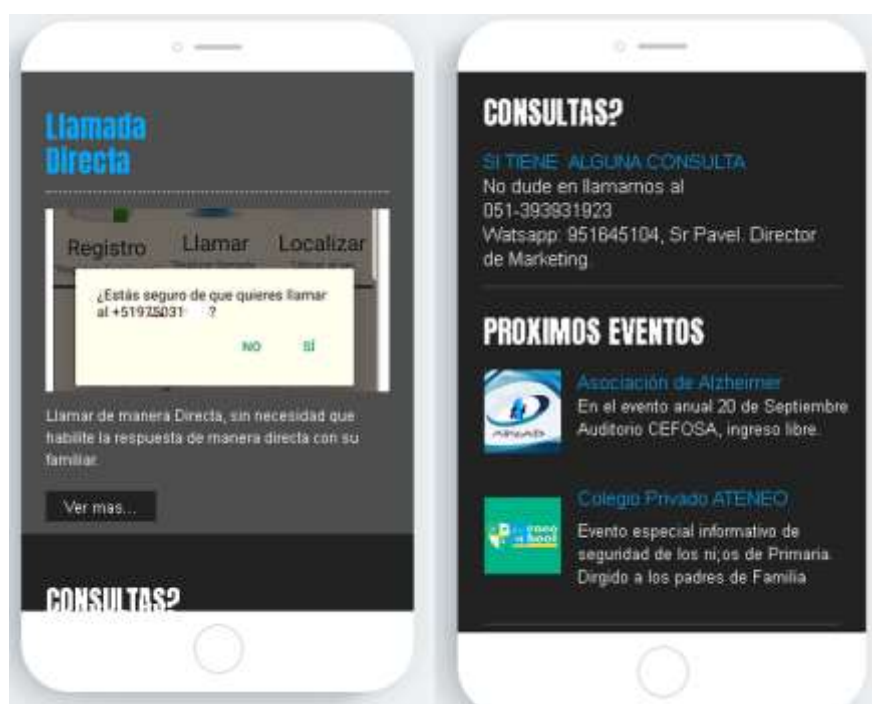 Llamada
Directa
Registro Llamar Localizar
¿Estás seguro de que quieres llamar
al +51975031 ?
NO SÍ
Llamar de manera Directa, sin necesidad que
habilite la respuesta de manera directa con su
familiar.
Ver mas...
CONSULTAS?
CONSULTAS?
SI TIENE ALGUNA CONSULTA
No dude en llamarnos al
051-393931923
Watsapp: 951645104, Sr Pavel. Director
de Marketing.
PROXIMOS EVENTOS
Asociación de Alzheimer
En el evento anual 20 de Septiembre
Auditorio CEFOSA, ingreso libre.
Colegio Privado ATENEO
Evento especial informativo de
seguridad de los ni;os de Primaria.
Dirgido a los padres de Familia